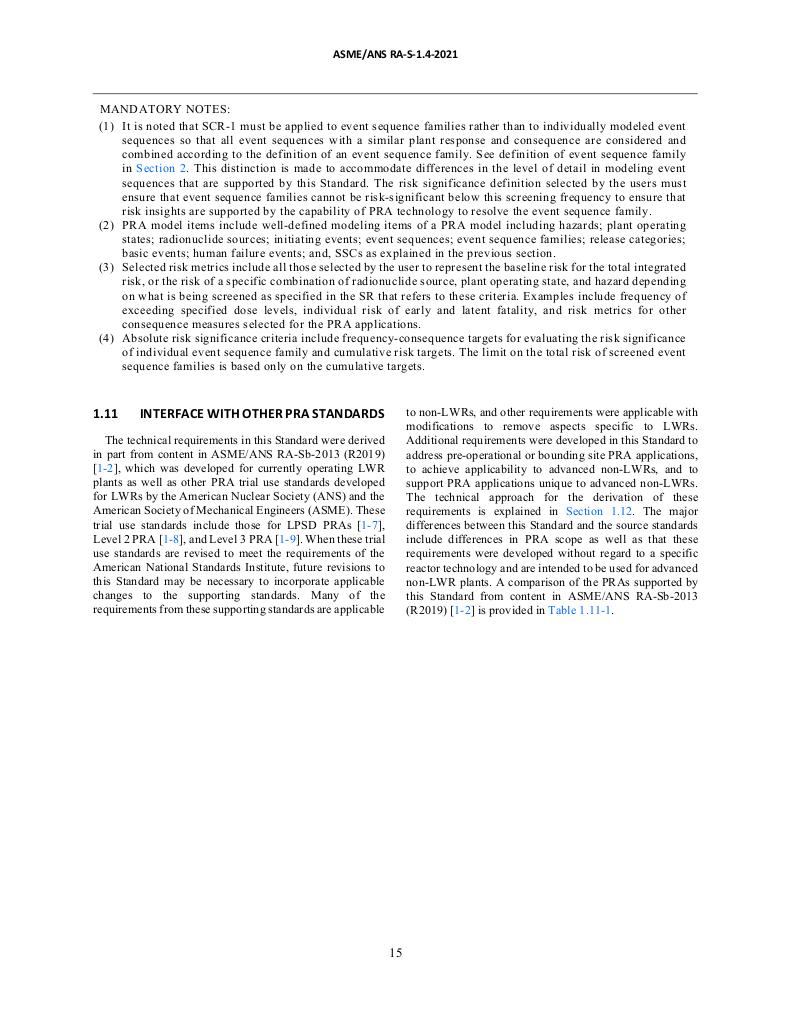 ASME/ANS RA-S-1.4-2021
MANDATORY NOTES:
(1) It is noted that SCR-1 must be applied to event sequence families rather than to individually modeled event
sequences so that all event sequences with a similar plant response and consequence are considered and
combined according to the definition of an event sequence family. See definition of event sequence family
in Section 2. This distinction is made to accommodate differences in the level of detail in modeling event
sequences that are supported by this Standard. The risk significance definition selected by the users must
ensure that event sequence families cannot be risk-significant below this screening frequency to ensure that
risk insights are supported by the capability of PRA technology to resolve the event sequence family.
(2) PRA model items include well-defined modeling items of a PRA model including hazards; plant operating
states; radionuclide sources; initiating events; event sequences; event sequence families; release categories;
basic events; human failure events; and, SSCs as explained in the previous section.
(3) Selected risk metrics include all those selected by the user to represent the baseline risk for the total integrated
risk, or the risk of a specific combination of radionuclide source, plant operating state, and hazard depending
on what is being screened as specified in the SR that refers to these criteria. Examples include frequency of
exceeding specified dose levels, individual risk of early and latent fatality, and risk metrics for other
consequence measures selected for the PRA applications.
(4) Absolute risk significance criteria include frequency-consequence targets for evaluating the risk significance
of individual event sequence family and cumulative risk targets. The limit on the total risk of screened event
sequence families is based only on the cumulative targets.
1.11 INTERFACE WITH OTHER PRA STANDARDS
The technical requirements in this Standard were derived
in part from content in ASME/ANS RA-Sb-2013 (R2019)
[1-2], which was developed for currently operating LWR
plants as well as other PRA trial use standards developed
for LWRs by the American Nuclear Society (ANS) and the
American Society of Mechanical Engineers (ASME). These
trial use standards include those for LPSD PRAs [1-7],
Level 2 PRA [1-8], and Level 3 PRA [1-9]. When these trial
use standards are revised to meet the requirements of the
American National Standards Institute, future revisions to
this Standard may be necessary to incorporate applicable
changes to the supporting standards. Many of the
requirements from these supporting standards are applicable
to non-LWRs, and other requirements were applicable with
modifications to remove aspects specific to LWRs.
Additional requirements were developed in this Standard to
address pre-operational or bounding site PRA applications,
to achieve applicability to advanced non-LWRs, and to
support PRA applications unique to advanced non-LWRs.
The technical approach for the derivation of these
requirements is explained in Section 1.12. The major
differences between this Standard and the source standards
include differences in PRA scope as well as that these
requirements were developed without regard to a specific
reactor technology and are intended to be used for advanced
non-LWR plants. A comparison of the PRAs supported by
this Standard from content in ASME/ANS RA-Sb-2013
(R2019) [1-2] is provided in Table 1.11-1.
15